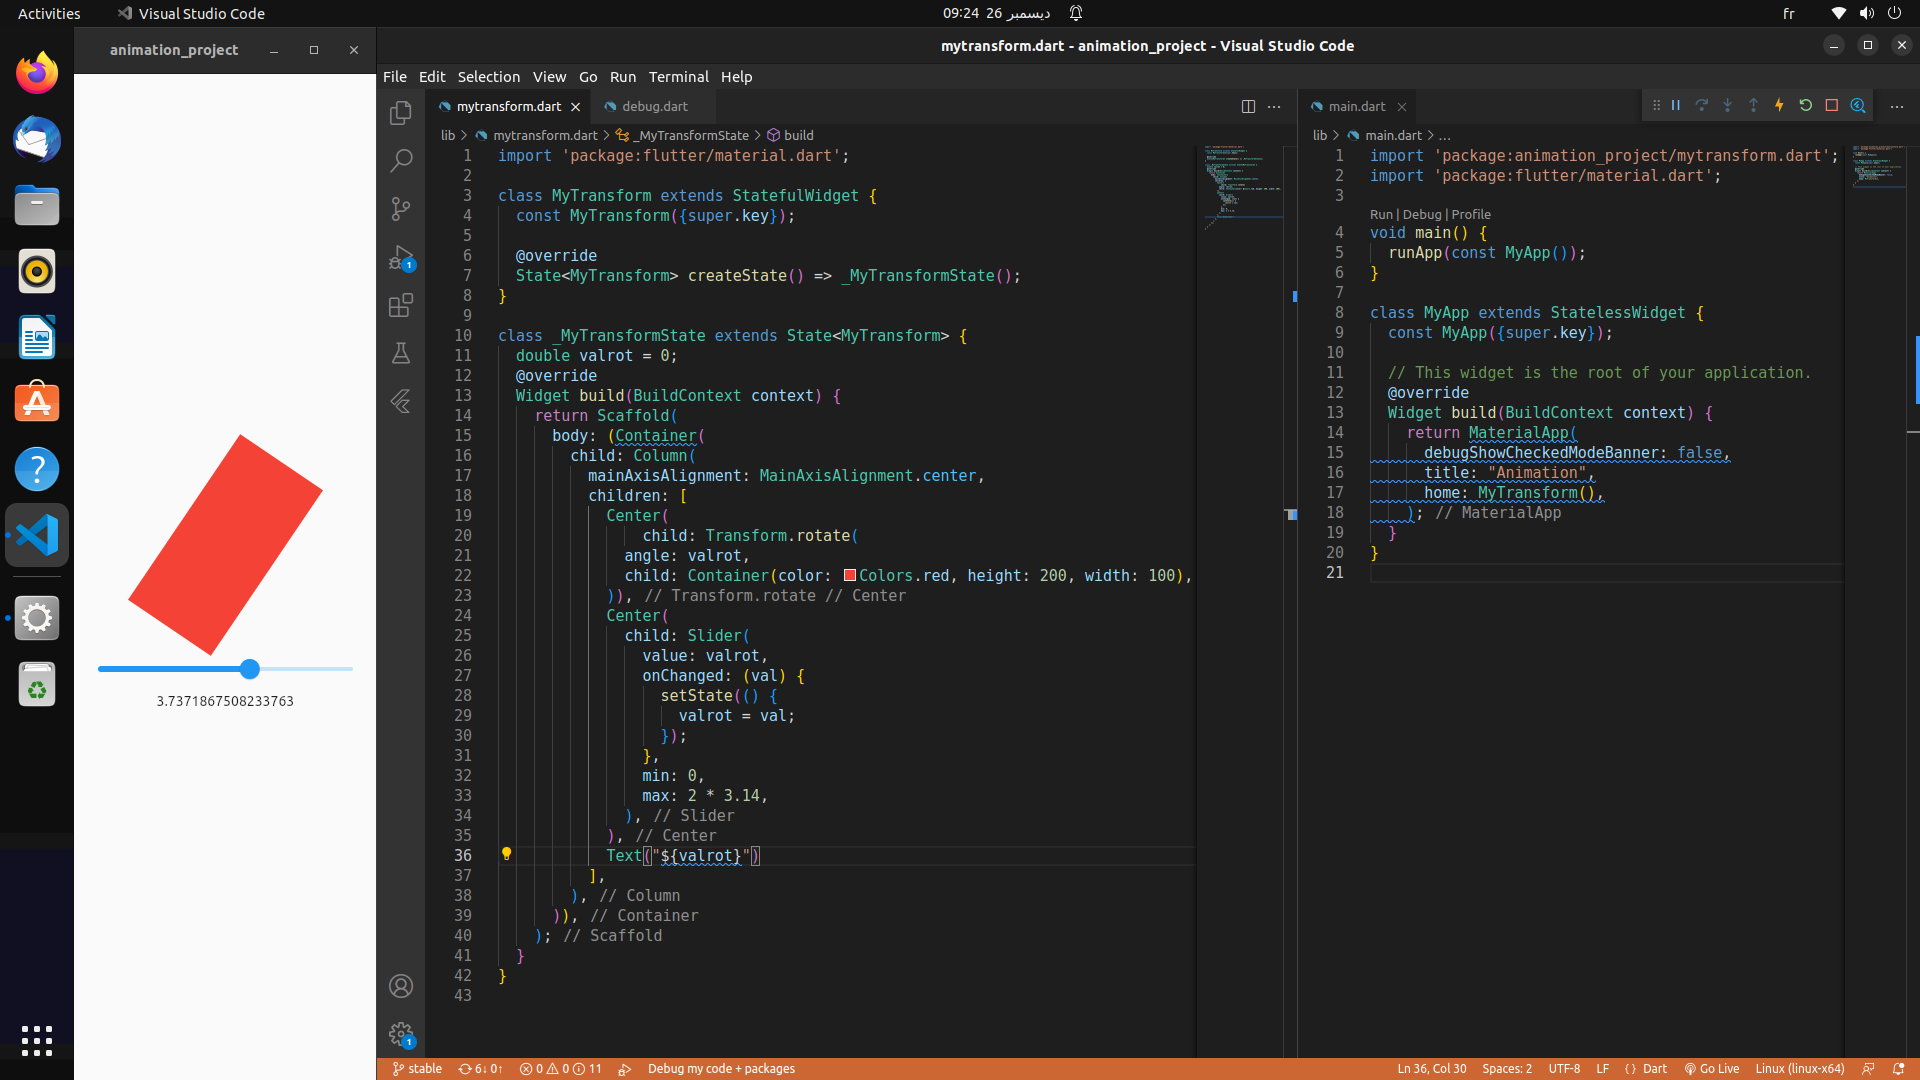 Activities
Visual Studio Code
09:24 26 ديسمبر
fr
animation_project
mytransform.dart - animation_project - Visual Studio Code
File Edit Selection View Go Run Terminal Help
mytransform.dart
debug.dart
lib > mytransform.dart > _MyTransformState > build
1 import 'package:flutter/material.dart';
2
3 class MyTransform extends StatefulWidget {
4 const MyTransform({super.key});
5
6 @override
7 State<MyTransform> createState() => _MyTransformState();
8 }
9
10 class _MyTransformState extends State<MyTransform> {
11 double valrot = 0;
12 @override
13 Widget build(BuildContext context) {
14 return Scaffold(
15 body: (Container(
16 child: Column(
17 mainAxisAlignment: MainAxisAlignment.center,
18 children: [
19 Center(
20 child: Transform.rotate(
21 angle: valrot,
22 child: Container(color: Colors.red, height: 200, width: 100),
23 )), // Transform.rotate // Center
24 Center(
25 child: Slider(
26 value: valrot,
27 onChanged: (val) {
28 setState(() {
29 valrot = val;
30 });
31 },
32 min: 0,
33 max: 2 * 3.14,
34 ), // Slider
35 ), // Center
36 Text("${valrot}")
37 ],
38 ), // Column
39 )), // Container
40 ); // Scaffold
41 }
42 }
43
main.dart
lib > main.dart > ...
1 import 'package:animation_project/mytransform.dart';
2 import 'package:flutter/material.dart';
3
Run | Debug | Profile
4 void main() {
5 runApp(const MyApp());
6 }
7
8 class MyApp extends StatelessWidget {
9 const MyApp({super.key});
10
11 // This widget is the root of your application.
12 @override
13 Widget build(BuildContext context) {
14 return MaterialApp(
15 debugShowCheckedModeBanner: false,
16 title: "Animation",
17 home: MyTransform(),
18 ); // MaterialApp
19 }
20 }
21
3.7371867508233763
1
1
stable 6↓ 0↑ 0 0 11 Debug my code + packages
Ln 36, Col 30 Spaces: 2 UTF-8 LF {} Dart Go Live Linux (linux-x64)